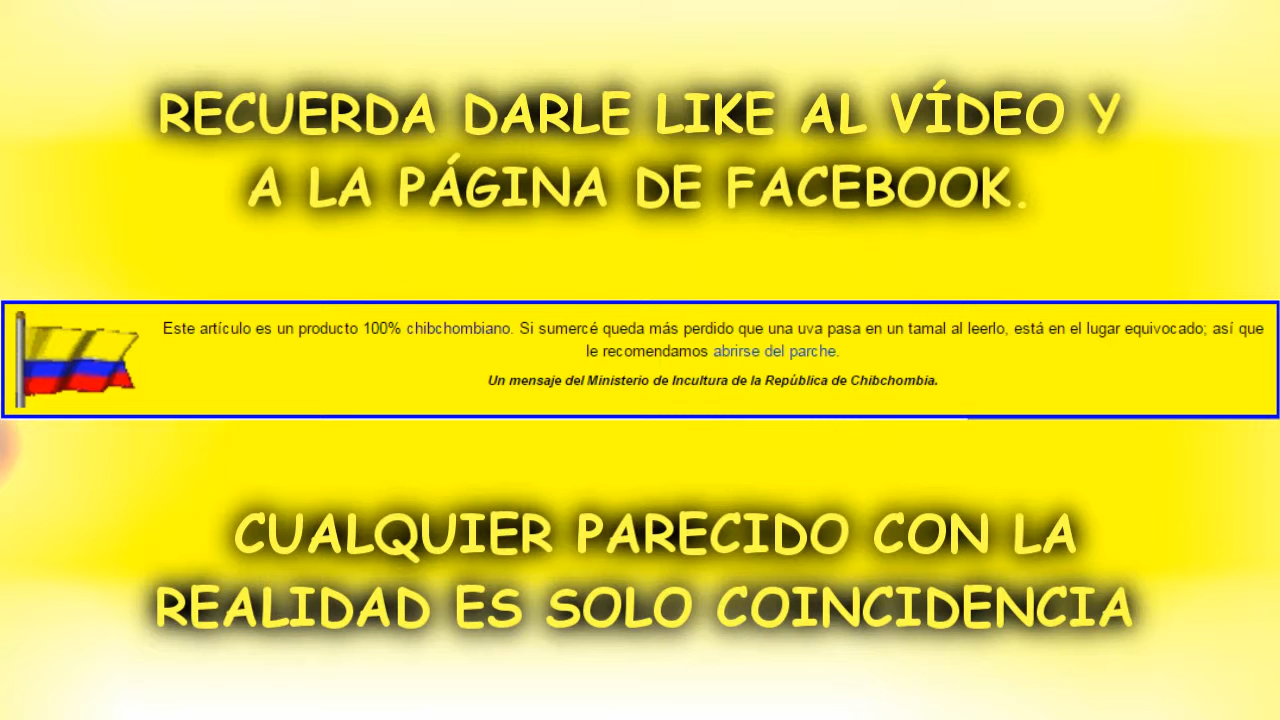 RECUERDA DARLE LIKE AL VÍDEO Y
A LA PÁGINA DE FACEBOOK.
Este artículo es un producto 100% chibchombiano. Si sumercé queda más perdido que una uva pasa en un tamal al leerlo, está en el lugar equivocado; así que
le recomendamos abrirse del parche.
Un mensaje del Ministerio de Incultura de la República de Chibchombia.
CUALQUIER PARECIDO CON LA
REALIDAD ES SOLO COINCIDENCIA